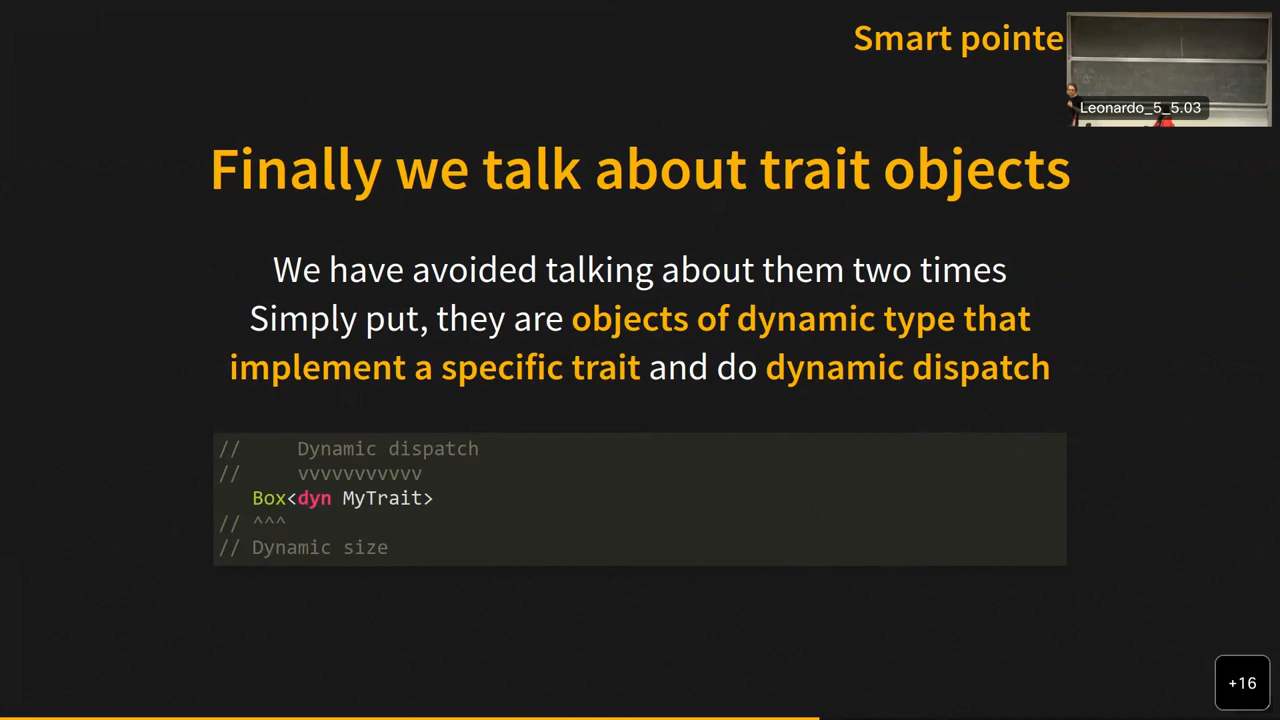 Smart pointe
Leonardo_5_5.03
Finally we talk about trait objects
We have avoided talking about them two times
Simply put, they are objects of dynamic type that
implement a specific trait and do dynamic dispatch
//     Dynamic dispatch
//     vvvvvvvvvvv
   Box<dyn MyTrait>
// ^^^
// Dynamic size
+16